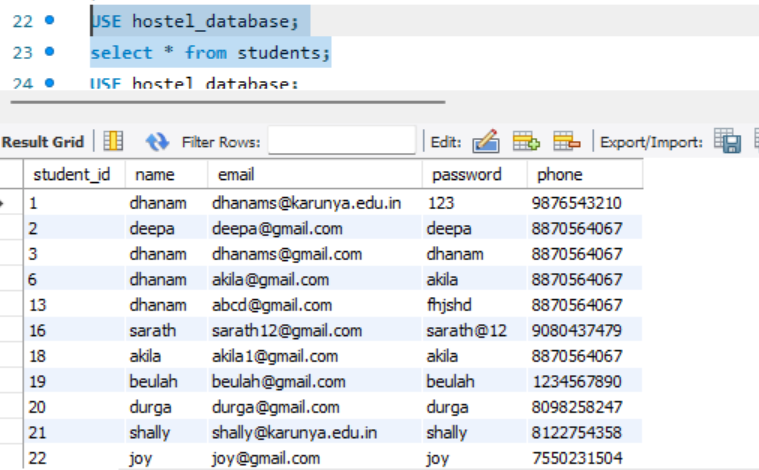 22 USE hostel_database;
23 select * from students;
24 USE hostel database;
Result Grid Filter Rows: Edit: Export/Import:
student_id name email password phone
1 dhanam dhanams@karunya.edu.in 123 9876543210
2 deepa deepa@gmail.com deepa 8870564067
3 dhanam dhanams@gmail.com dhanam 8870564067
6 dhanam akila@gmail.com akila 8870564067
13 dhanam abcd@gmail.com fhjshd 8870564067
16 sarath sarath12@gmail.com sarath@12 9080437479
18 akila akila1@gmail.com akila 8870564067
19 beulah beulah@gmail.com beulah 1234567890
20 durga durga@gmail.com durga 8098258247
21 shally shally@karunya.edu.in shally 8122754358
22 joy joy@gmail.com joy 7550231504